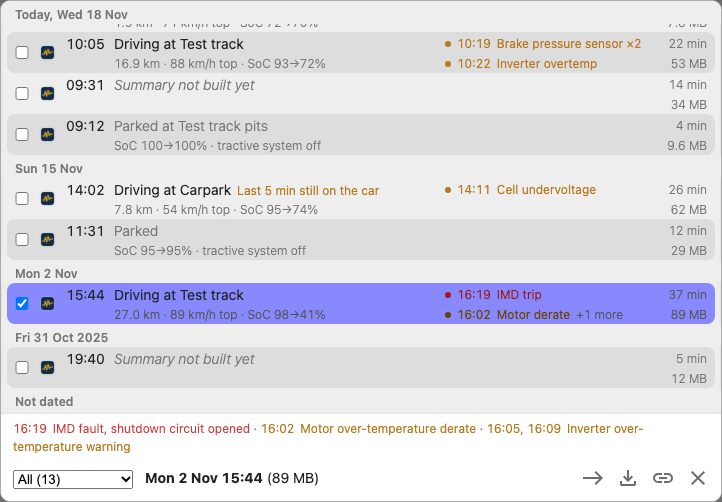 Today, Wed 18 Nov
10:05 Driving at Test track • 10:19 Brake pressure sensor ×2 22 min
16.9 km · 88 km/h top · SoC 93→72% • 10:22 Inverter overtemp 53 MB
09:31 Summary not built yet 14 min
34 MB
09:12 Parked at Test track pits 4 min
SoC 100→100% · tractive system off 9.6 MB
Sun 15 Nov
14:02 Driving at Carpark Last 5 min still on the car • 14:11 Cell undervoltage 26 min
7.8 km · 54 km/h top · SoC 95→74% 62 MB
11:31 Parked 12 min
SoC 95→95% · tractive system off 29 MB
Mon 2 Nov
15:44 Driving at Test track • 16:19 IMD trip 37 min
27.0 km · 89 km/h top · SoC 98→41% • 16:02 Motor derate +1 more 89 MB
Fri 31 Oct 2025
19:40 Summary not built yet 5 min
12 MB
Not dated
16:19 IMD fault, shutdown circuit opened · 16:02 Motor over-temperature derate · 16:05, 16:09 Inverter over-
temperature warning
All (13) Mon 2 Nov 15:44 (89 MB)